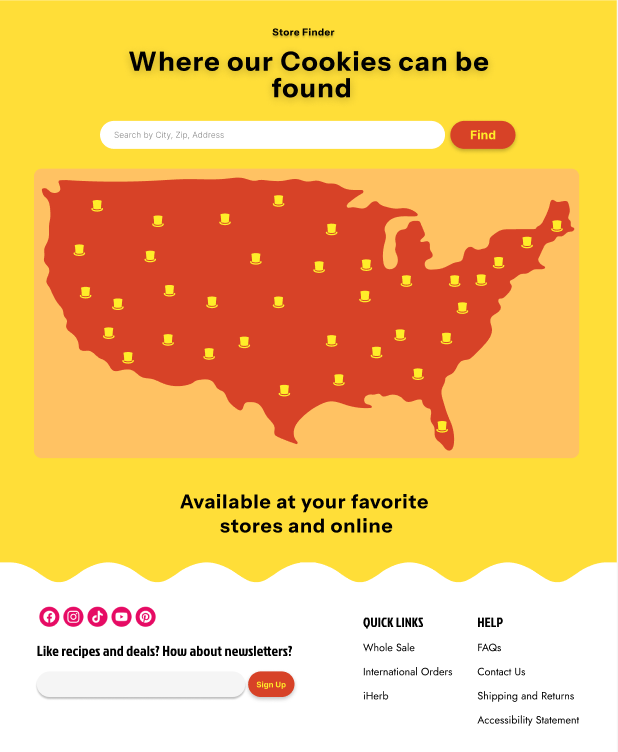 Store Finder
Where our Cookies can be
found
Search by City, Zip, Address
Find
Available at your favorite
stores and online
Like recipes and deals? How about newsletters?
Sign Up
QUICK LINKS
Whole Sale
International Orders
iHerb
HELP
FAQs
Contact Us
Shipping and Returns
Accessibility Statement